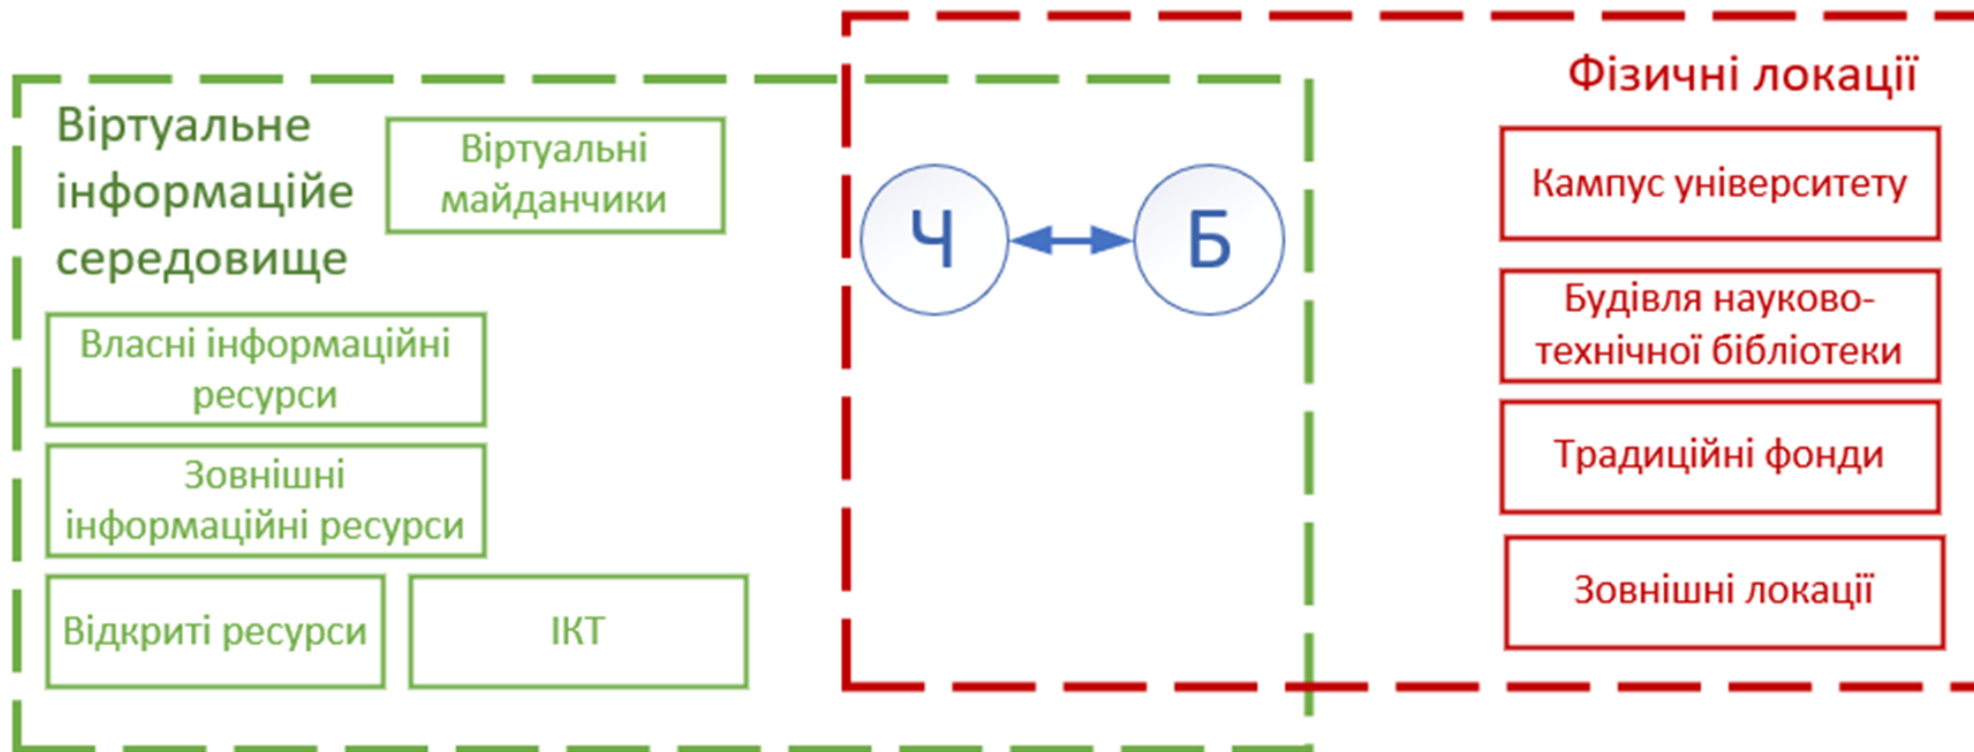 Віртуальне
інформаційе
середовище
Віртуальні
майданчики
Власні інформаційні
ресурси
Зовнішні
інформаційні ресурси
Відкриті ресурси
ІКТ
Ч
Б
Фізичні локації
Кампус університету
Будівля науково-
технічної бібліотеки
Традиційні фонди
Зовнішні локації